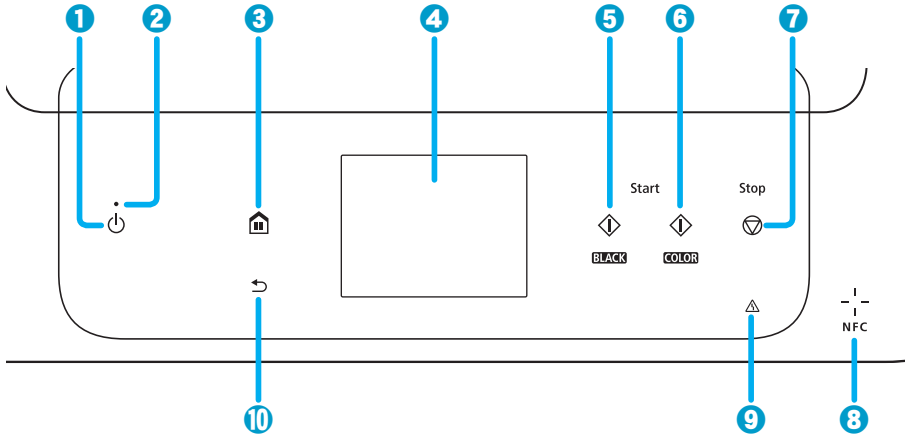 1 2 3 4 5 6 7
Start Stop
BLACK COLOR
NFC
10 9 8